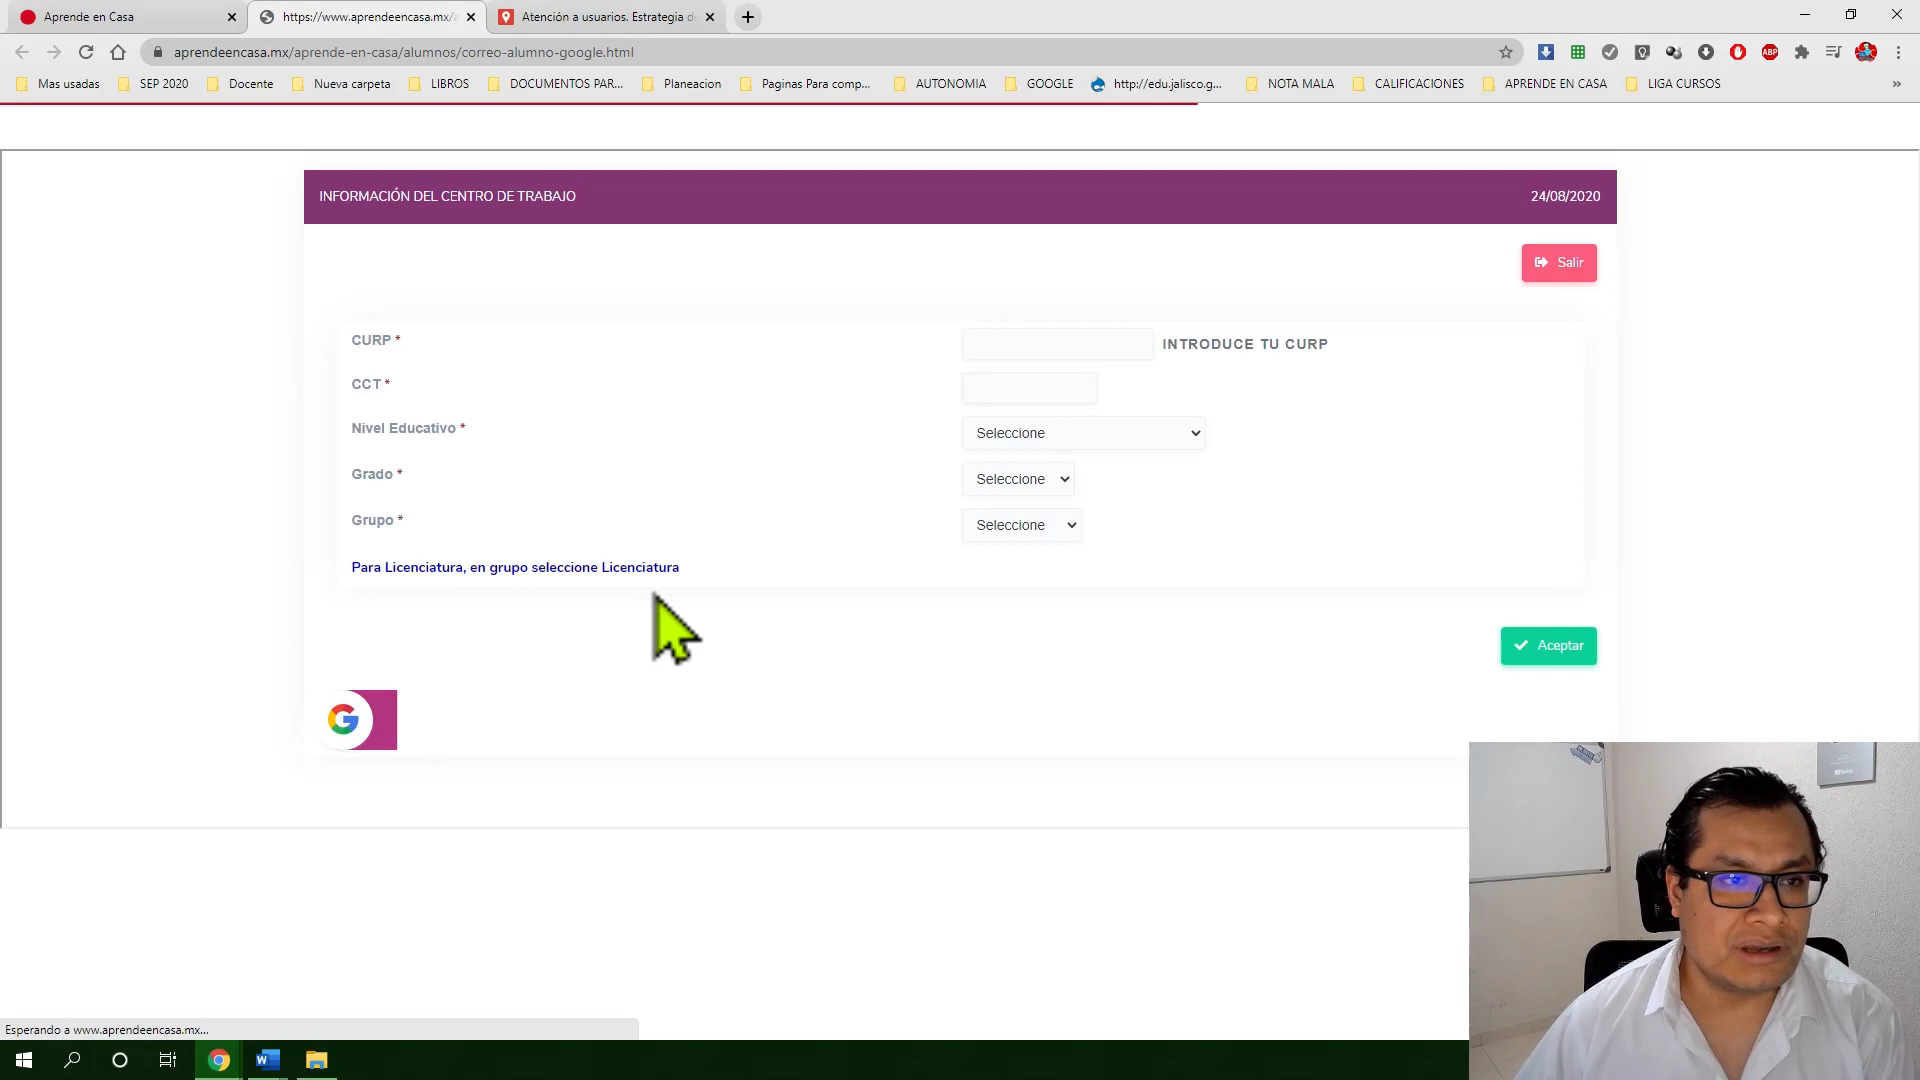 Aprende en Casa
https://www.aprendeencasa.mx/a
Atención a usuarios. Estrategia d
aprendeencasa.mx/aprende-en-casa/alumnos/correo-alumno-google.html
ABP
Mas usadas
SEP 2020
Docente
Nueva carpeta
LIBROS
DOCUMENTOS PAR...
Planeacion
Paginas Para comp...
AUTONOMIA
GOOGLE
http://edu.jalisco.g...
NOTA MALA
CALIFICACIONES
APRENDE EN CASA
LIGA CURSOS
»
INFORMACIÓN DEL CENTRO DE TRABAJO
24/08/2020
Salir
CURP *
INTRODUCE TU CURP
CCT *
Nivel Educativo *
Seleccione
Grado *
Seleccione
Grupo *
Seleccione
Para Licenciatura, en grupo seleccione Licenciatura
Aceptar
Esperando a www.aprendeencasa.mx...